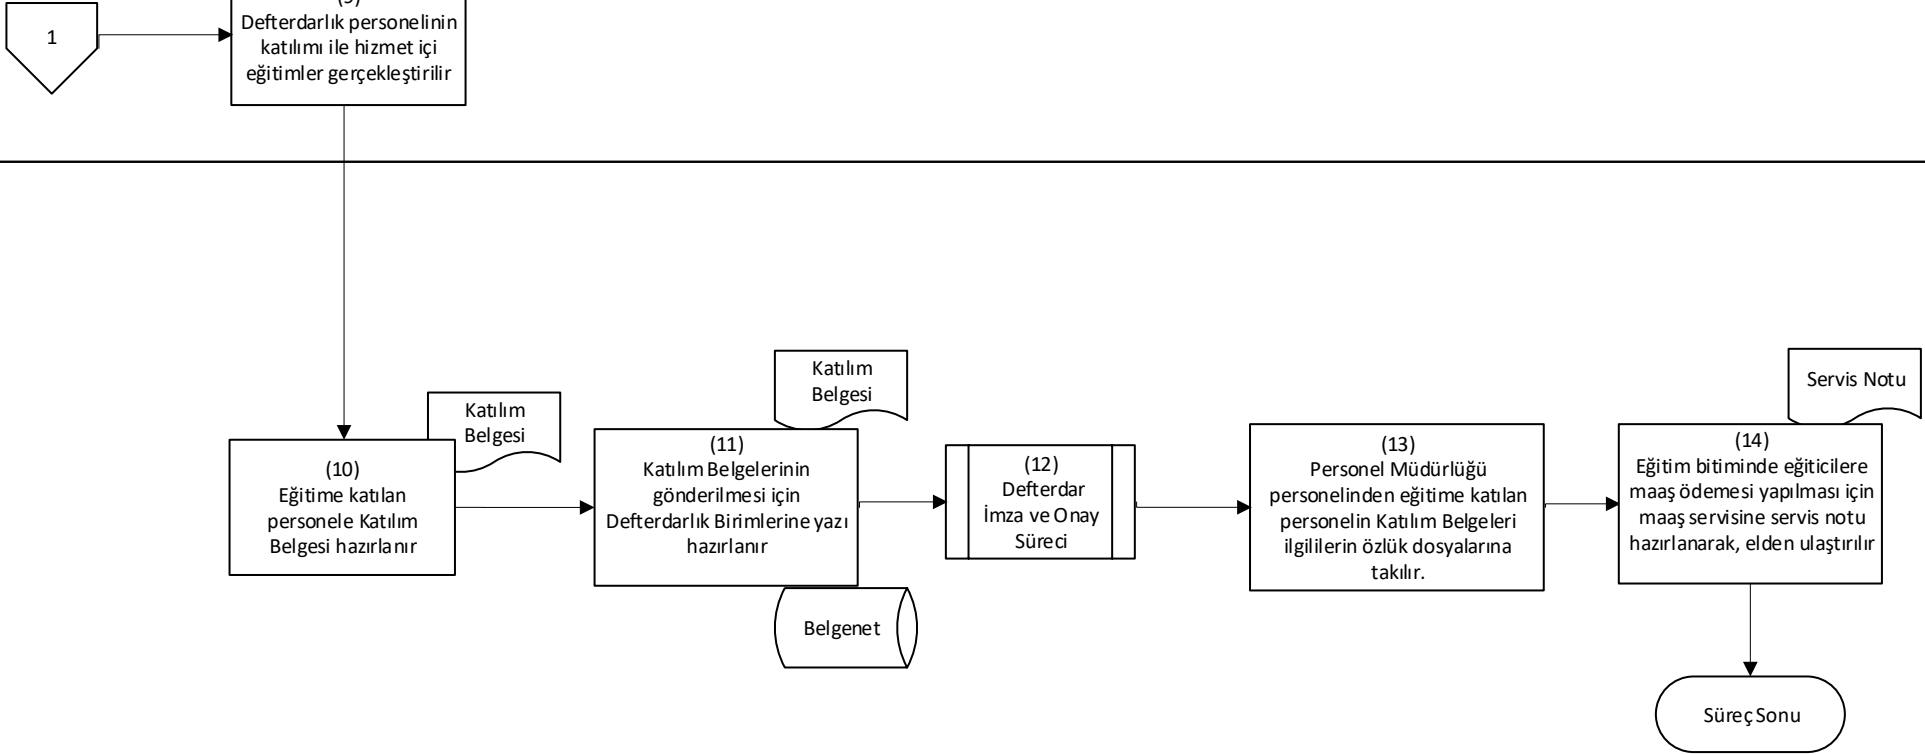 1
Defterdarlık personelinin
katılımı ile hizmet içi
eğitimler gerçekleştirilir
Katılım
Belgesi
(10)
Eğitime katılan
personele Katılım
Belgesi hazırlanır
Katılım
Belgesi
(11)
Katılım Belgelerinin
gönderilmesi için
Defterdarlık Birimlerine yazı
hazırlanır
Belgenet
(12)
Defterdar
İmza ve Onay
Süreci
(13)
Personel Müdürlüğü
personelinden eğitime katılan
personelin Katılım Belgeleri
ilgililerin özlük dosyalarına
takılır.
Servis Notu
(14)
Eğitim bitiminde eğiticilere
maaş ödemesi yapılması için
maaş servisine servis notu
hazırlanarak, elden ulaştırılır
Süreç Sonu